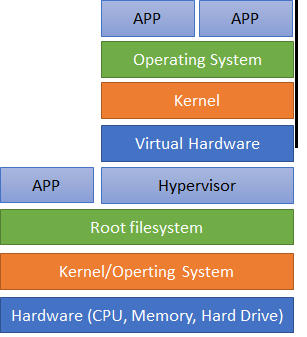 APP APP
Operating System
Kernel
Virtual Hardware
APP Hypervisor
Root filesystem
Kernel/Operting System
Hardware (CPU, Memory, Hard Drive)